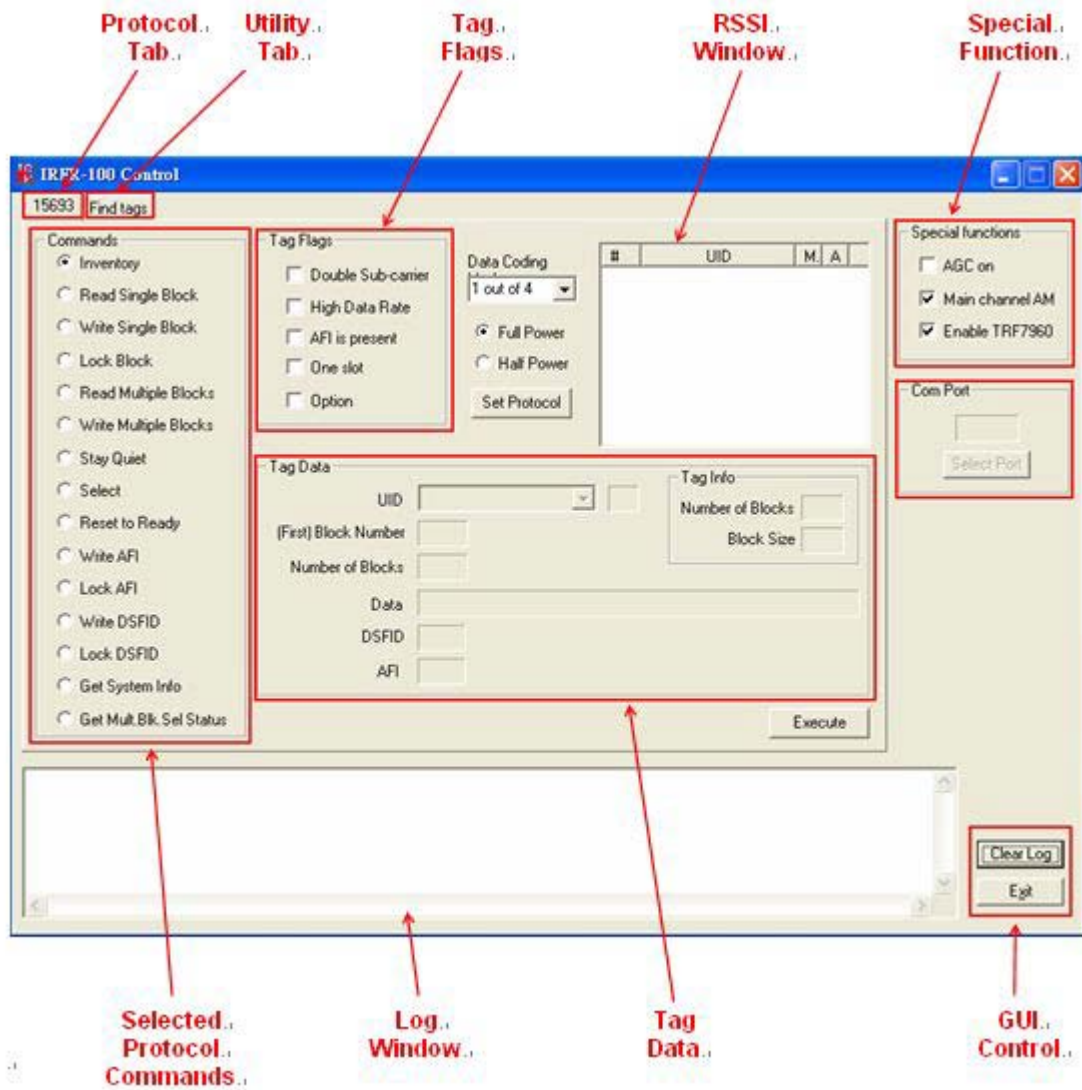 Protocol
Tab
Utility
Tab
Tag
Flags
RSSI
Window
Special
Function
IRFR-100 Control
15693
Find tags
Commands
Inventory
Read Single Block
Write Single Block
Lock Block
Read Multiple Blocks
Write Multiple Blocks
Stay Quiet
Select
Reset to Ready
Write AFI
Lock AFI
Write DSFID
Lock DSFID
Get System Info
Get Mult.Blk.Sel Status
Tag Flags
Double Sub-carrier
High Data Rate
AFI is present
One slot
Option
Data Coding
1 out of 4
Full Power
Half Power
Set Protocol
# UID M. A
Special functions
AGC on
Main channel AM
Enable TRF7960
Com Port
Select Port
Tag Data
UID
(First) Block Number
Number of Blocks
Data
DSFID
AFI
Tag Info
Number of Blocks
Block Size
Execute
Clear Log
Exit
Selected
Protocol
Commands
Log
Window
Tag
Data
GUI
Control